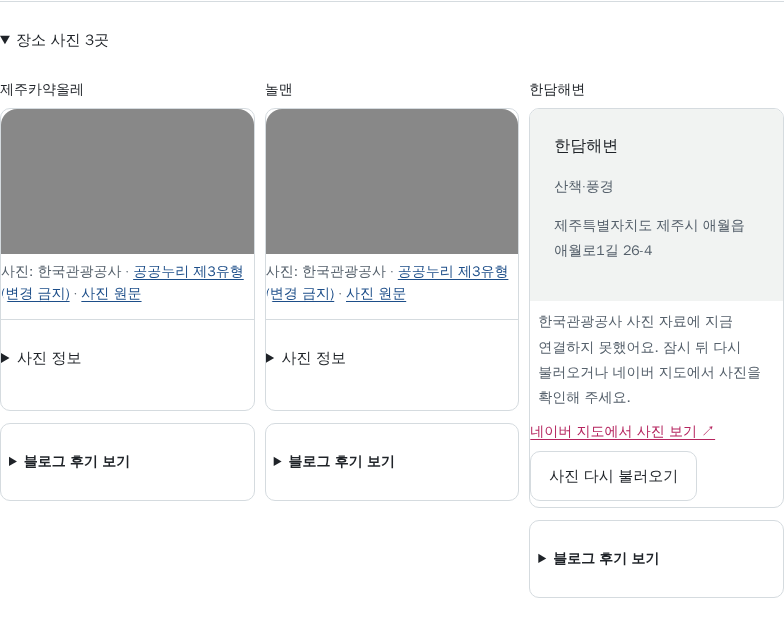 장소 사진 3곳
제주카약올레
사진: 한국관광공사 · 공공누리 제3유형
(변경 금지) · 사진 원문
사진 정보
블로그 후기 보기
놀맨
사진: 한국관광공사 · 공공누리 제3유형
(변경 금지) · 사진 원문
사진 정보
블로그 후기 보기
한담해변
한담해변
산책·풍경
제주특별자치도 제주시 애월읍
애월로1길 26-4
한국관광공사 사진 자료에 지금
연결하지 못했어요. 잠시 뒤 다시
불러오거나 네이버 지도에서 사진을
확인해 주세요.
네이버 지도에서 사진 보기 ↗
사진 다시 불러오기
블로그 후기 보기